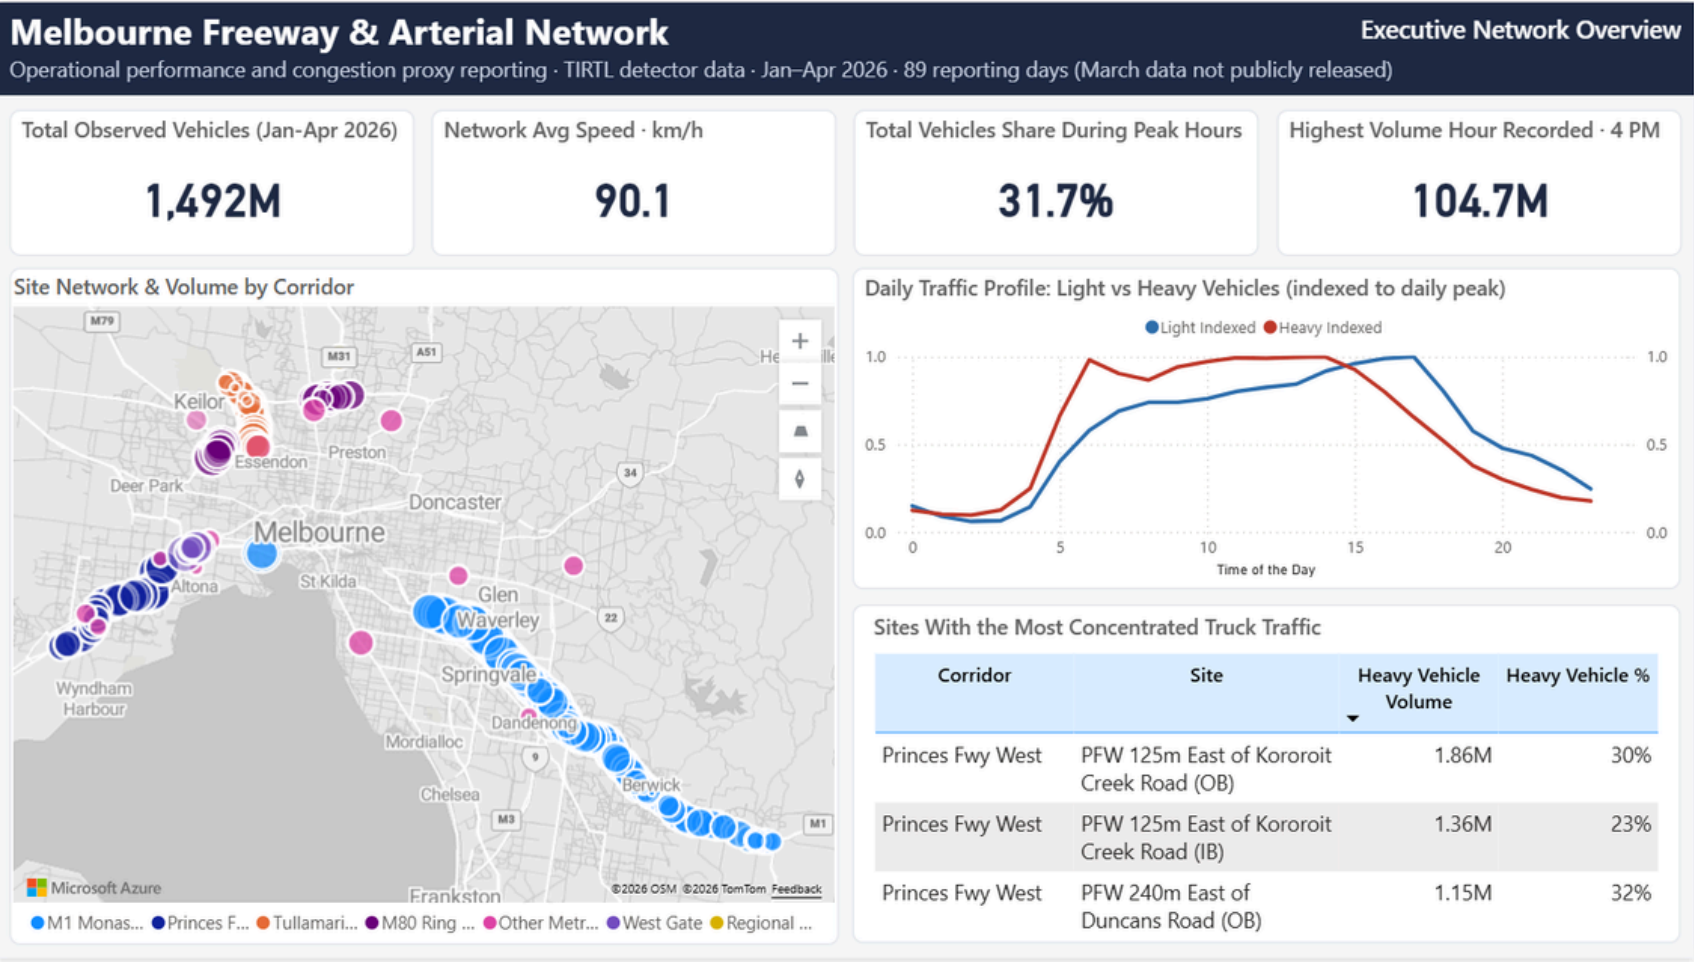 Melbourne Freeway & Arterial Network
Executive Network Overview
Operational performance and congestion proxy reporting · TIRTL detector data · Jan–Apr 2026 · 89 reporting days (March data not publicly released)
Total Observed Vehicles (Jan-Apr 2026)
1,492M
Network Avg Speed · km/h
90.1
Total Vehicles Share During Peak Hours
31.7%
Highest Volume Hour Recorded · 4 PM
104.7M
Site Network & Volume by Corridor
M79
M31
A51
Keilor
Essendon
Preston
Deer Park
34
Doncaster
Melbourne
Altona
St Kilda
Glen
Waverley
22
Springvale
Wyndham
Harbour
Dandenong
Mordialloc
9
Berwick
Chelsea
M3
M1
Frankston
Microsoft Azure
©2026 OSM ©2026 TomTom Feedback
M1 Monas... Princes F... Tullamari... M80 Ring ... Other Metr... West Gate Regional ...
Daily Traffic Profile: Light vs Heavy Vehicles (indexed to daily peak)
Light Indexed Heavy Indexed
1.0 1.0
0.5 0.5
0.0 0.0
0 5 10 15 20
Time of the Day
Sites With the Most Concentrated Truck Traffic
Corridor Site Heavy Vehicle Volume Heavy Vehicle %
Princes Fwy West PFW 125m East of Kororoit Creek Road (OB) 1.86M 30%
Princes Fwy West PFW 125m East of Kororoit Creek Road (IB) 1.36M 23%
Princes Fwy West PFW 240m East of Duncans Road (OB) 1.15M 32%